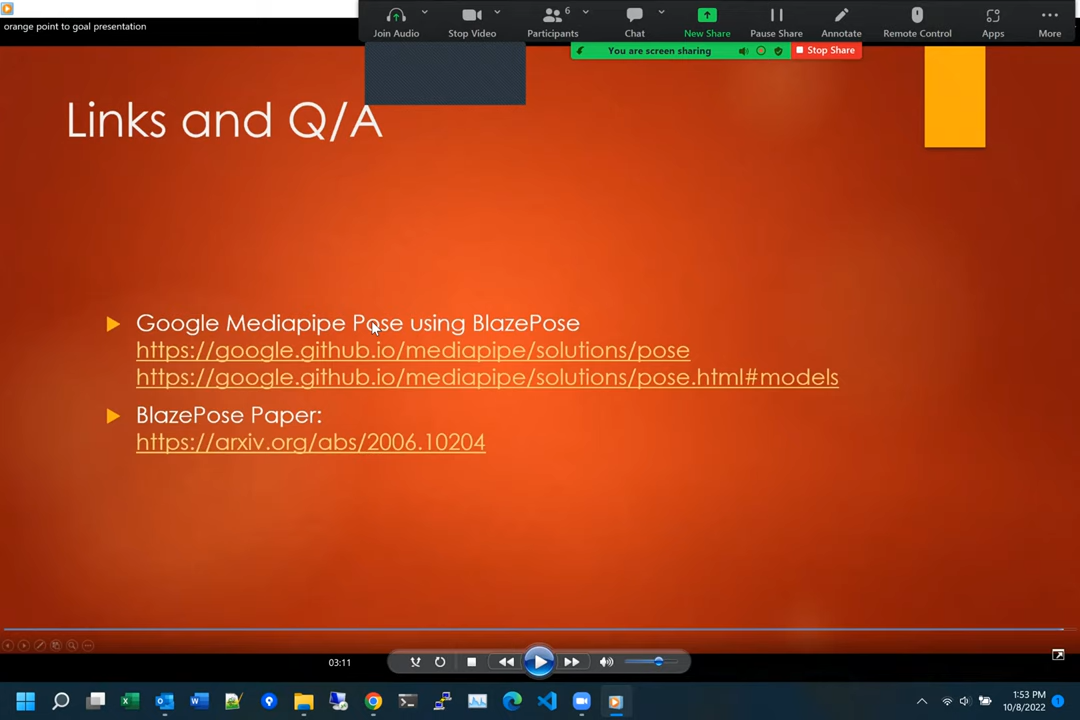 orange point to goal presentation
Join Audio
Stop Video
6
Participants
Chat
New Share
Pause Share
Annotate
Remote Control
Apps
More
You are screen sharing
Stop Share
Links and Q/A
Google Mediapipe Pose using BlazePose
https://google.github.io/mediapipe/solutions/pose
https://google.github.io/mediapipe/solutions/pose.html#models
BlazePose Paper:
https://arxiv.org/abs/2006.10204
03:11
1:53 PM
10/8/2022
1